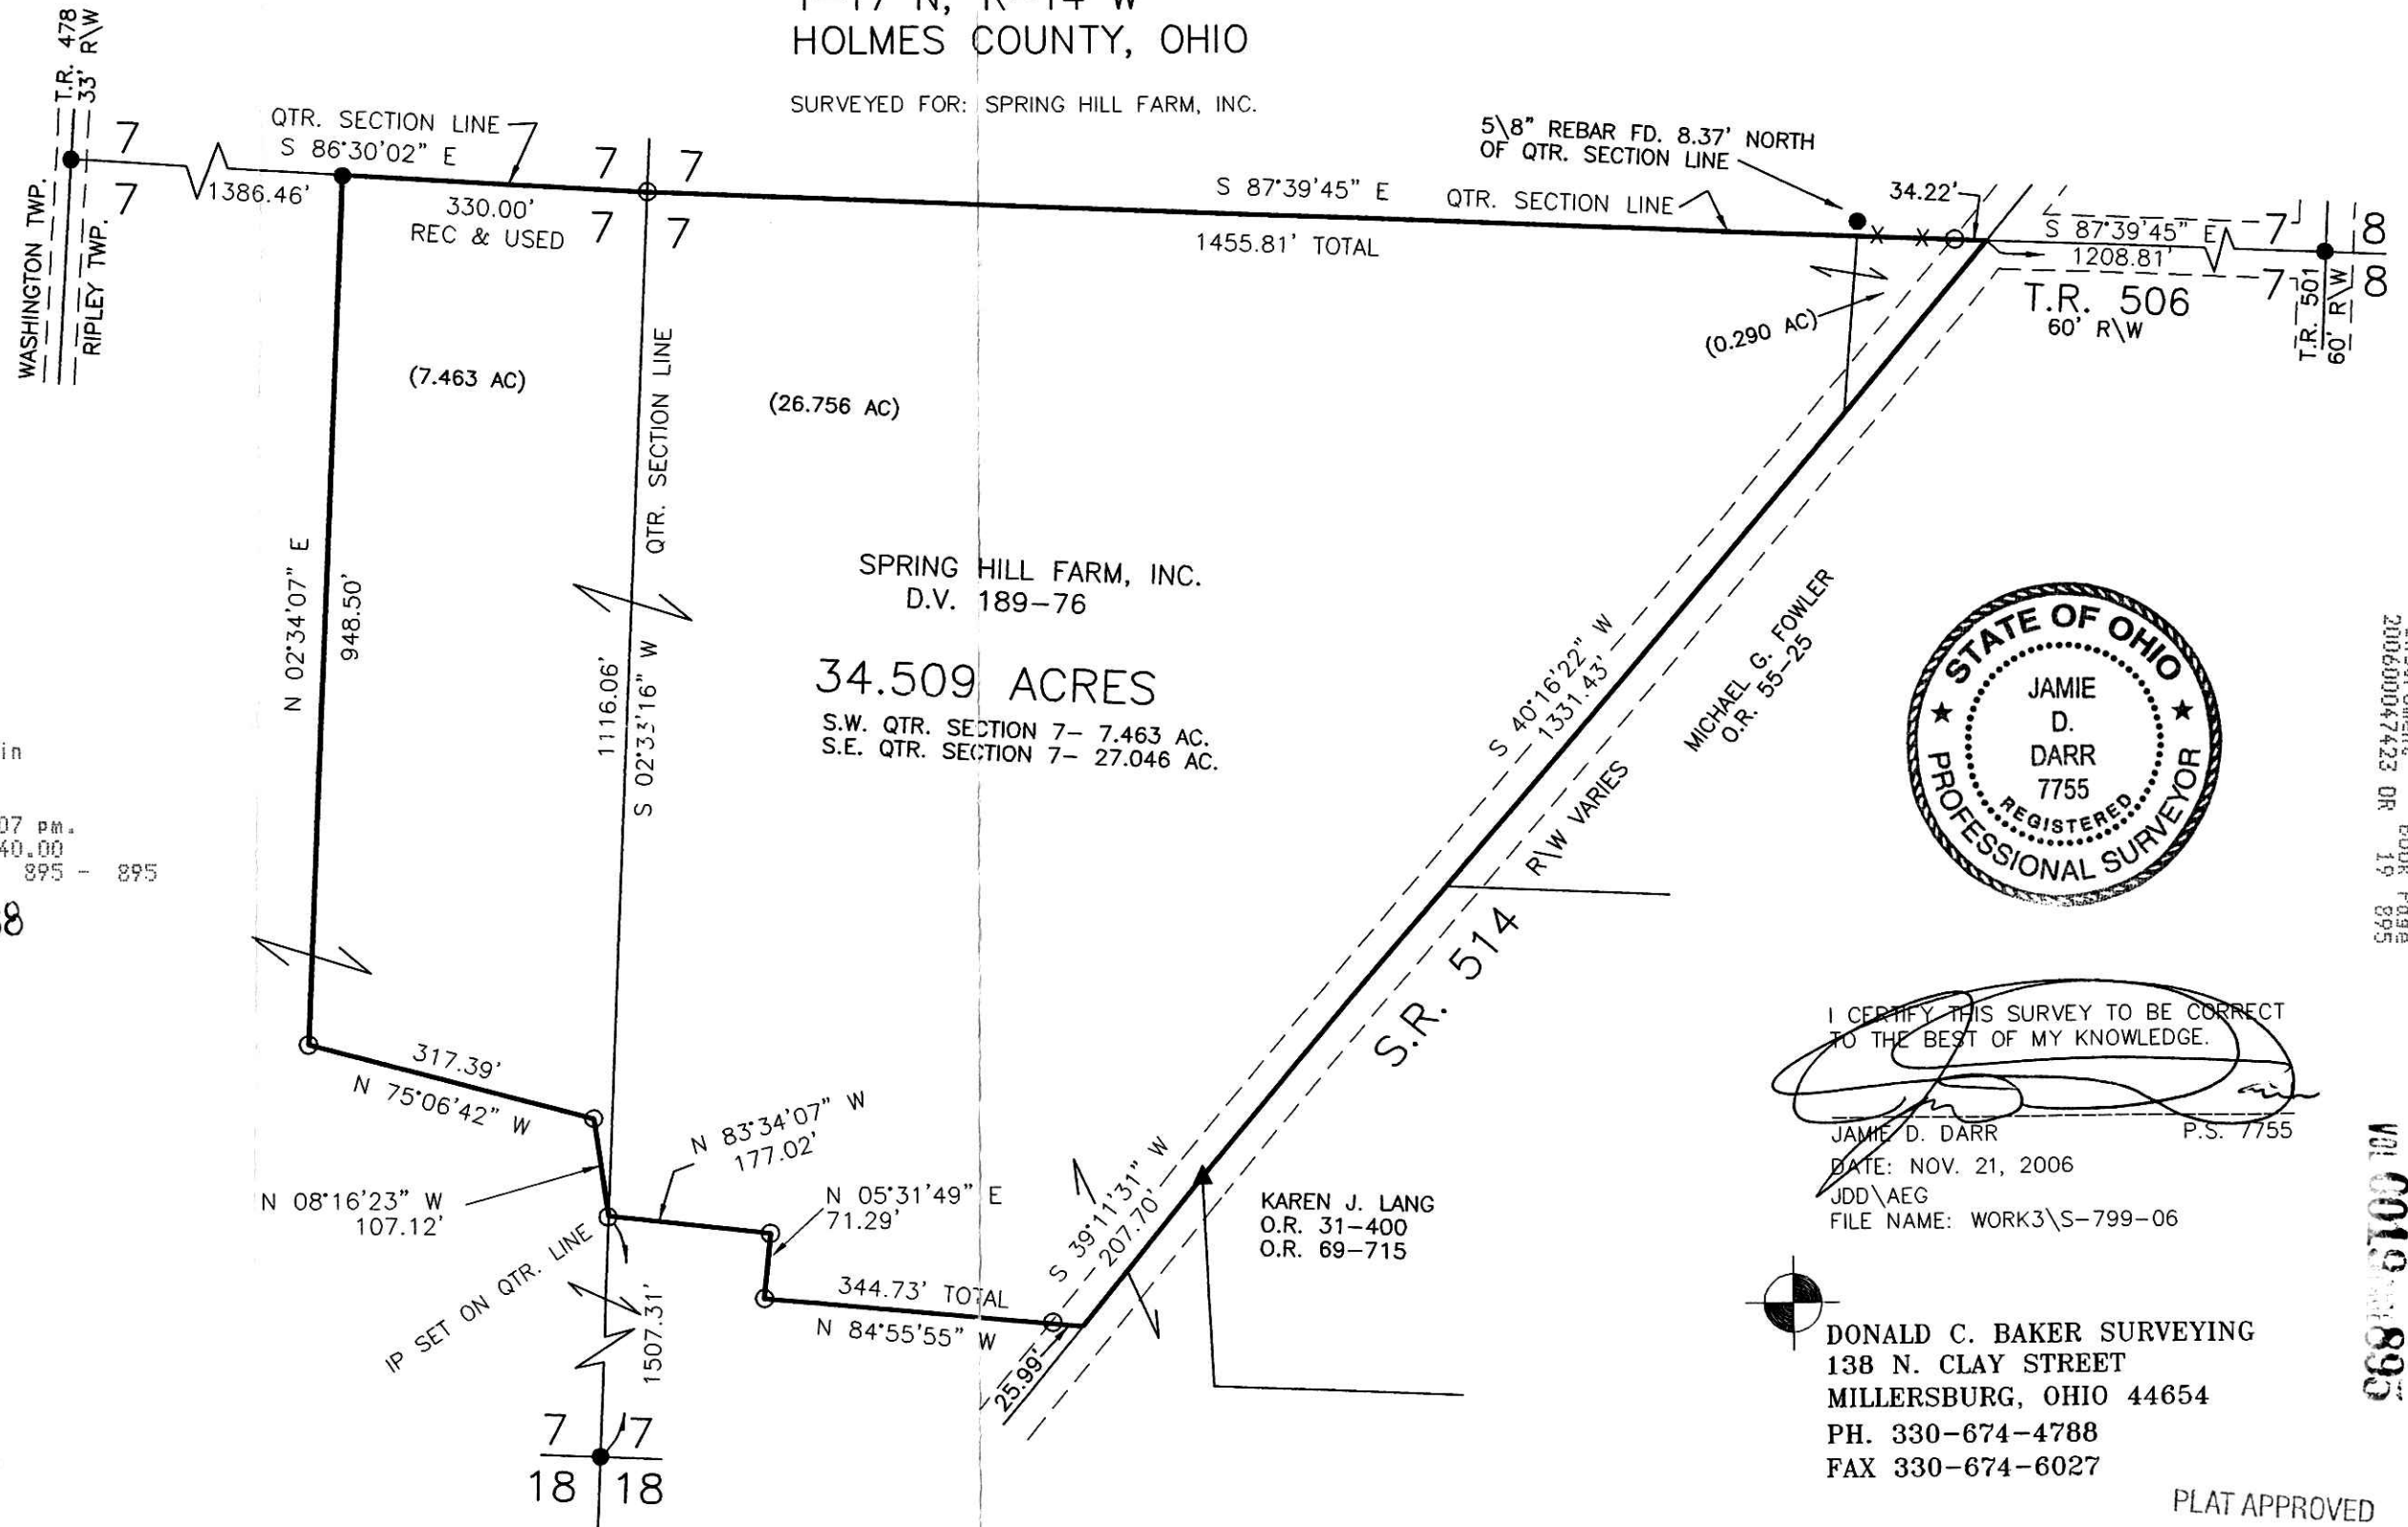 HOLMES COUNTY, OHIO
SURVEYED FOR: SPRING HILL FARM, INC.
T.R. 478
33' R\W
WASHINGTON TWP.
RIPLEY TWP.
7
7
1386.46'
QTR. SECTION LINE
S 86°30'02" E
330.00'
REC & USED
7 7
7 7
S 87°39'45" E
1455.81' TOTAL
QTR. SECTION LINE
5\8" REBAR FD. 8.37' NORTH
OF QTR. SECTION LINE
34.22'
S 87°39'45" E
1208.81'
7 8
7 8
T.R. 506
60' R\W
T.R. 501
60' R\W
(0.290 AC)
(7.463 AC)
(26.756 AC)
QTR. SECTION LINE
1116.06'
S 02°33'16" W
N 02°34'07" E
948.50'
SPRING HILL FARM, INC.
D.V. 189-76
34.509 ACRES
S.W. QTR. SECTION 7- 7.463 AC.
S.E. QTR. SECTION 7- 27.046 AC.
S 40°16'22" W
1331.43'
MICHAEL G. FOWLER
O.R. 55-25
R\W VARIES
S.R. 514
STATE OF OHIO
JAMIE
D.
DARR
7755
REGISTERED
PROFESSIONAL SURVEYOR
200600047423 OR 19 895
in
07 pm.
40.00
895 - 895
8
317.39'
N 75°06'42" W
N 08°16'23" W
107.12'
N 83°34'07" W
177.02'
N 05°31'49" E
71.29'
IP SET ON QTR. LINE
1507.31'
344.73' TOTAL
N 84°55'55" W
25.99'
S 39°11'31" W
207.70'
KAREN J. LANG
O.R. 31-400
O.R. 69-715
7 7
18 18
I CERTIFY THIS SURVEY TO BE CORRECT
TO THE BEST OF MY KNOWLEDGE.
JAMIE D. DARR P.S. 7755
DATE: NOV. 21, 2006
JDD\AEG
FILE NAME: WORK3\S-799-06
DONALD C. BAKER SURVEYING
138 N. CLAY STREET
MILLERSBURG, OHIO 44654
PH. 330-674-4788
FAX 330-674-6027
PLAT APPROVED